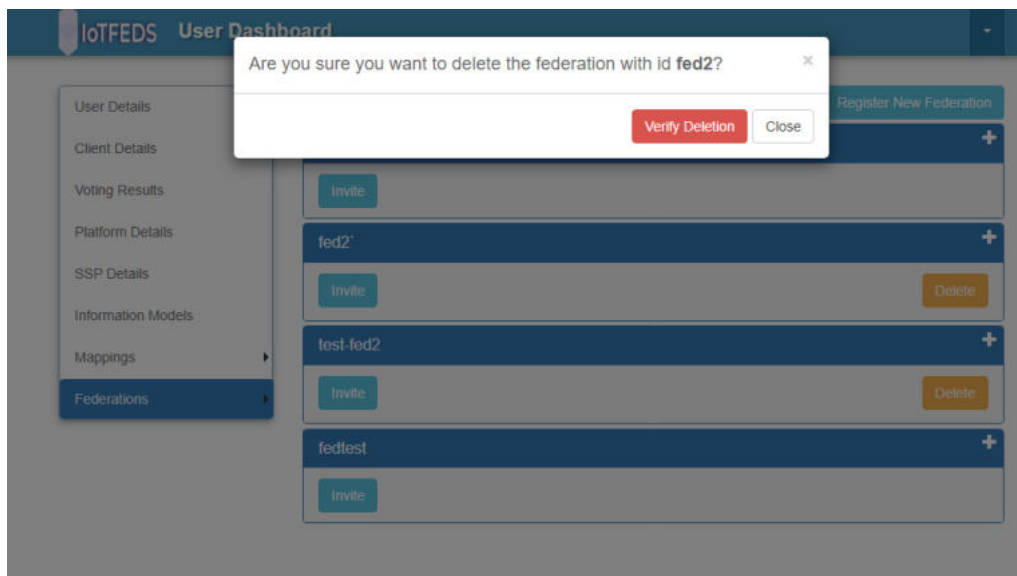 IoTFEDS User Dashboard
Are you sure you want to delete the federation with id fed2? ×
Verify Deletion Close
Register New Federation
User Details
Client Details
Voting Results
Platform Details
SSP Details
Information Models
Mappings
Federations
Invite
fed2`
Invite Delete
test-fed2
Invite Delete
fedtest
Invite